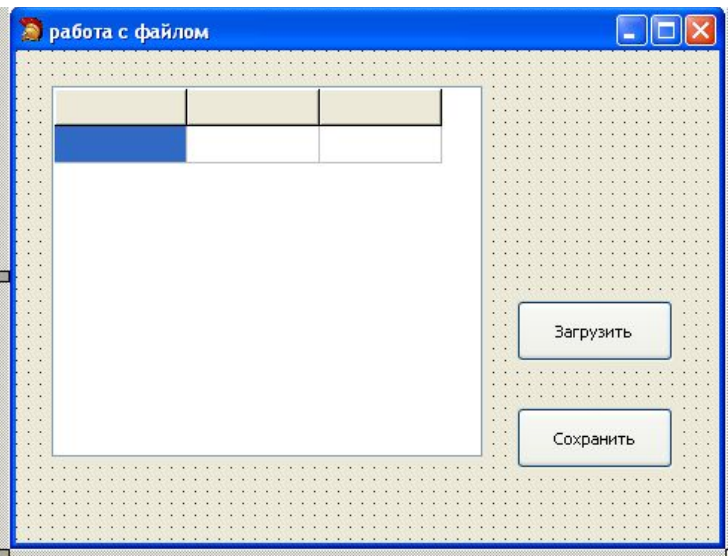 работа с файлом
Загрузить
Сохранить